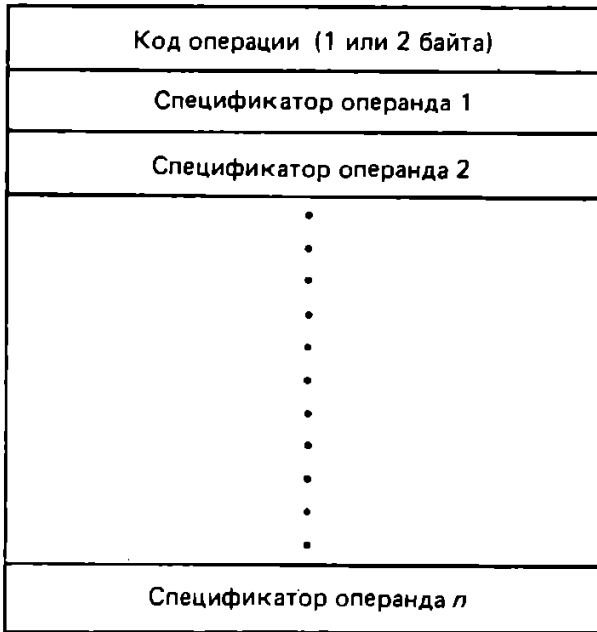 Код операции (1 или 2 байта)
Спецификатор операнда 1
Спецификатор операнда 2
Спецификатор операнда n